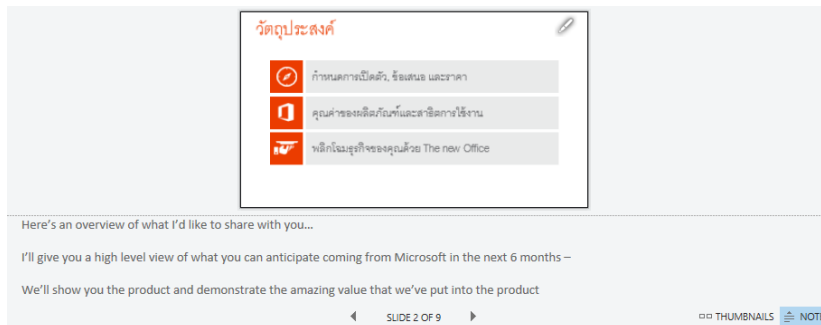 วัตถุประสงค์
กำหนดการเปิดตัว, ข้อเสนอ และราคา
คุณค่าของผลิตภัณฑ์และสาธิตการใช้งาน
พลิกโฉมธุรกิจของคุณด้วย The new Office
Here's an overview of what I'd like to share with you...
I'll give you a high level view of what you can anticipate coming from Microsoft in the next 6 months –
We'll show you the product and demonstrate the amazing value that we've put into the product
SLIDE 2 OF 9 THUMBNAILS NOTE